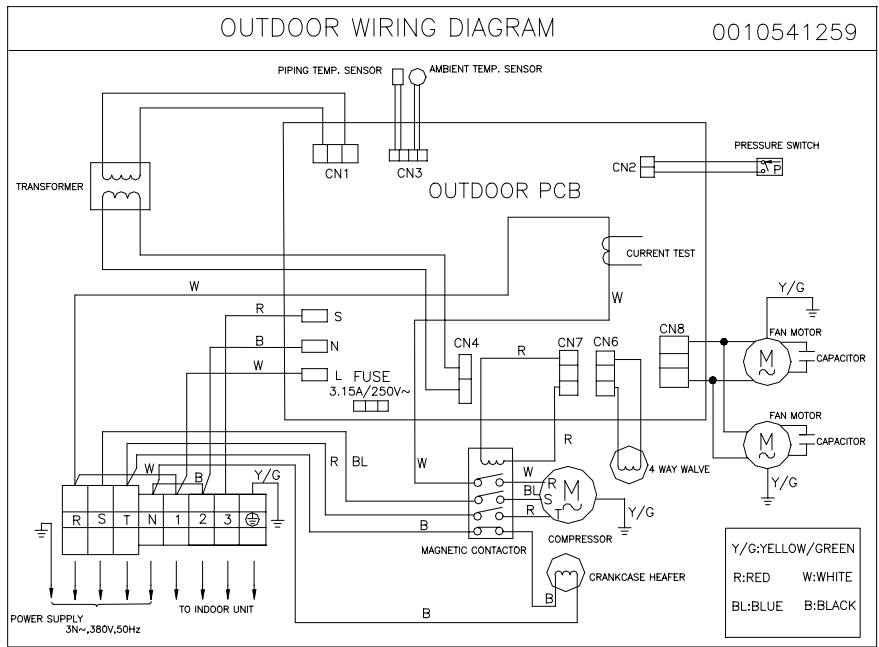 OUTDOOR WIRING DIAGRAM
0010541259
PIPING TEMP. SENSOR
AMBIENT TEMP. SENSOR
PRESSURE SWITCH
CN1
CN3
CN2
P
TRANSFORMER
OUTDOOR PCB
CURRENT TEST
W
W
Y/G
R
S
FAN MOTOR
B
N
CN4
CN7
CN6
CN8
R
M
~
CAPACITOR
W
L
FUSE
3.15A/250V~
FAN MOTOR
R
M
~
CAPACITOR
R
BL
W
4 WAY WALVE
W
B
Y/G
W
R
Y/G
BL
S
M
~
R
T
Y/G
R
S
T
N
1
2
3
B
MAGNETIC CONTACTOR
COMPRESSOR
Y/G:YELLOW/GREEN
CRANKCASE HEAFER
R:RED
W:WHITE
B
BL:BLUE
B:BLACK
TO INDOOR UNIT
B
POWER SUPPLY
3N~,380V,50Hz